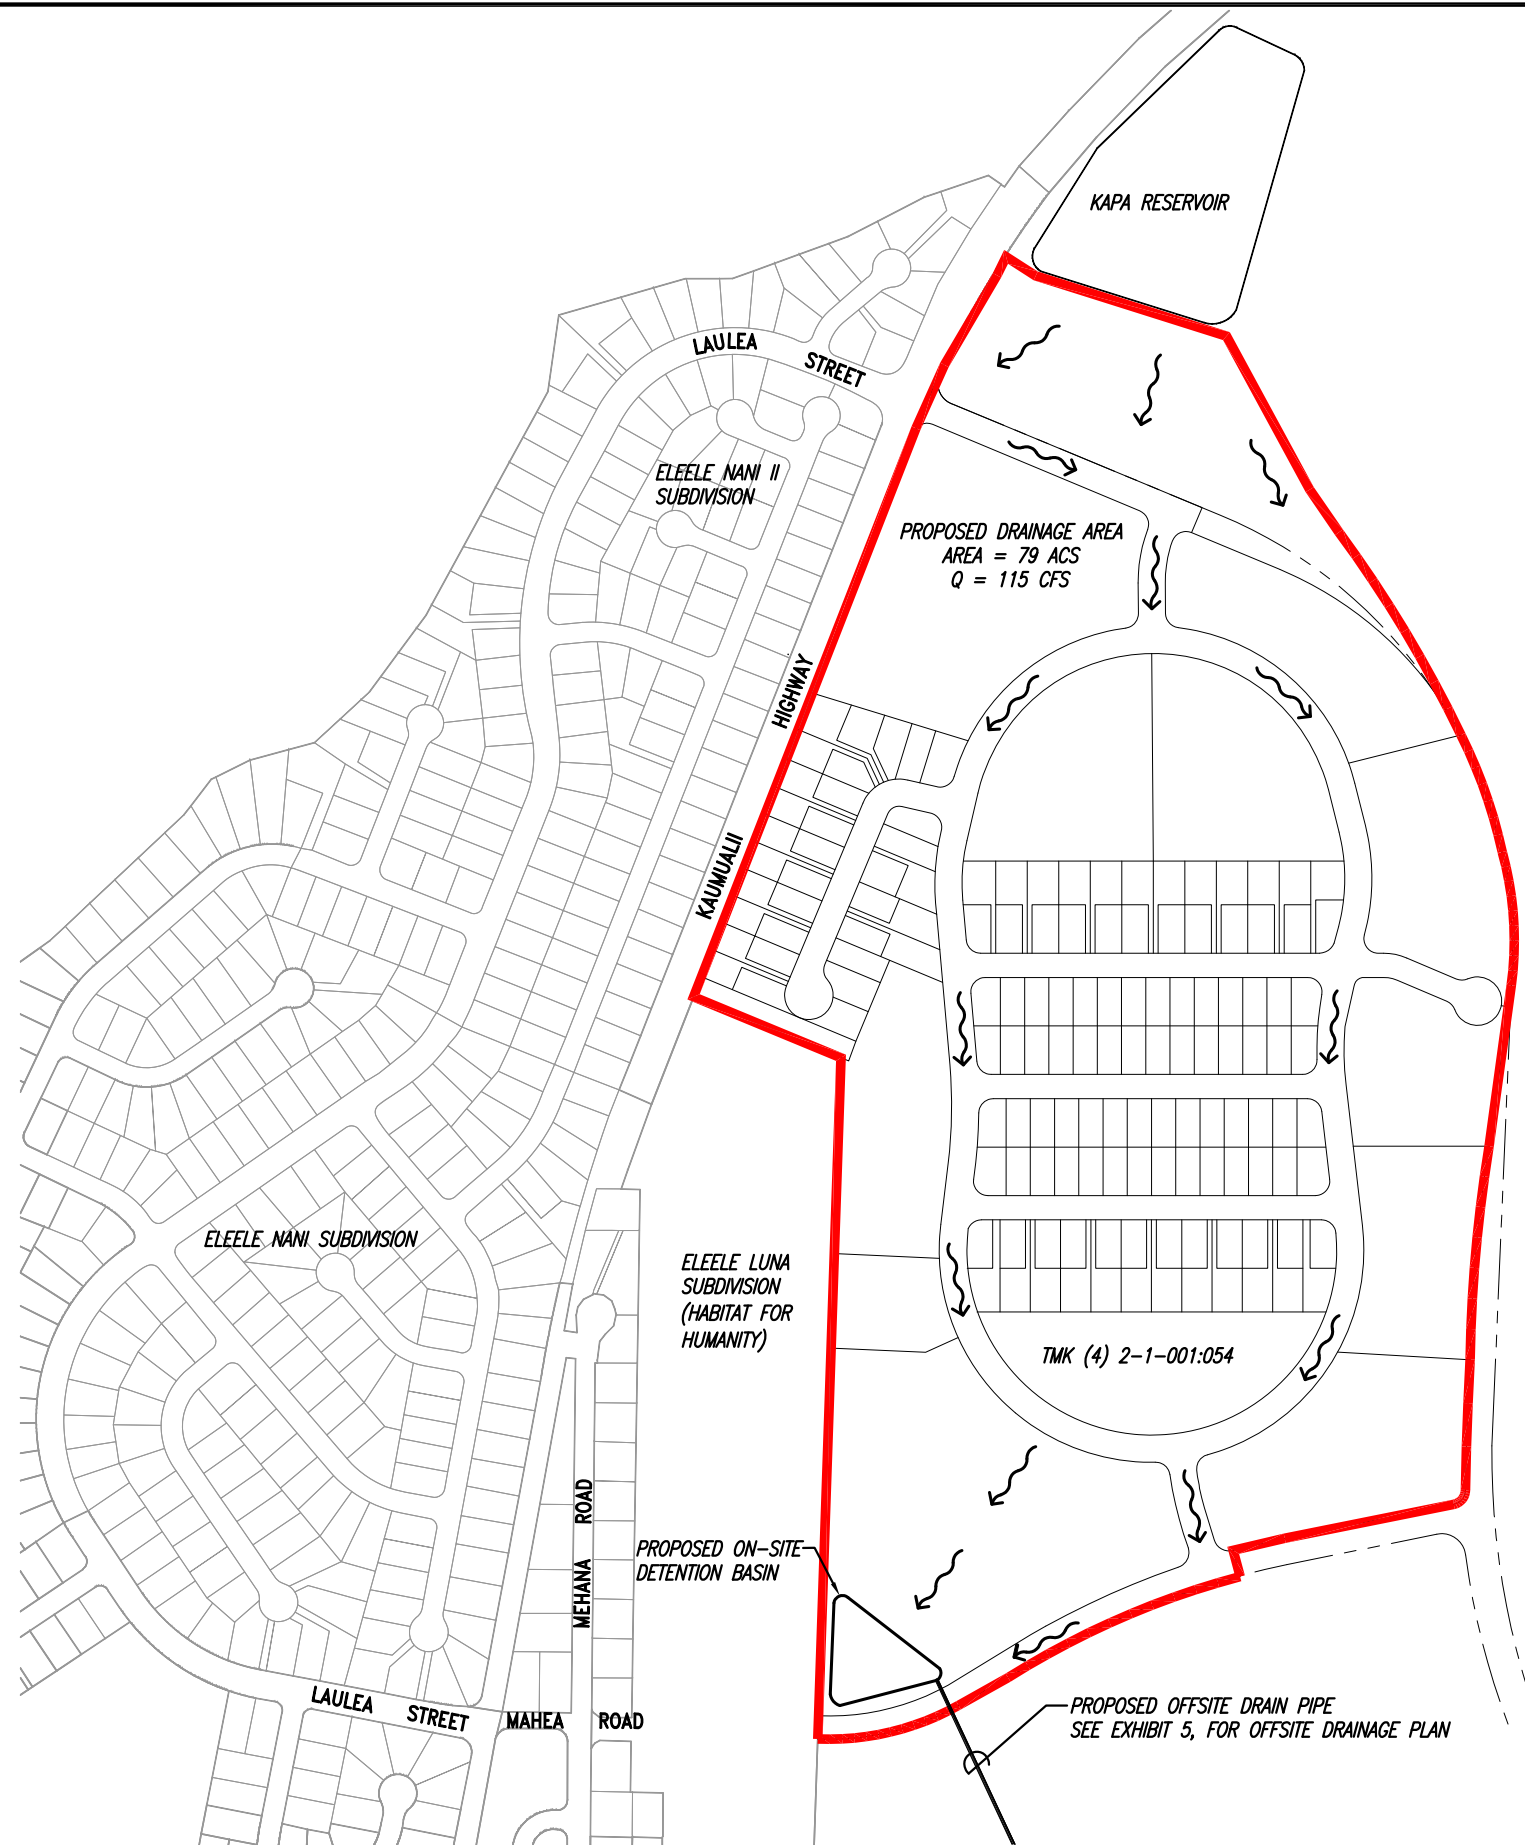 KAPA RESERVOIR
LAULEA STREET
ELEELE NANI II
SUBDIVISION
PROPOSED DRAINAGE AREA
AREA = 79 ACS
Q = 115 CFS
KAUMUALII HIGHWAY
ELEELE NANI SUBDIVISION
ELEELE LUNA
SUBDIVISION
(HABITAT FOR
HUMANITY)
TMK (4) 2-1-001:054
MEHANA ROAD
PROPOSED ON-SITE
DETENTION BASIN
LAULEA STREET
MAHEA ROAD
PROPOSED OFFSITE DRAIN PIPE
SEE EXHIBIT 5, FOR OFFSITE DRAINAGE PLAN